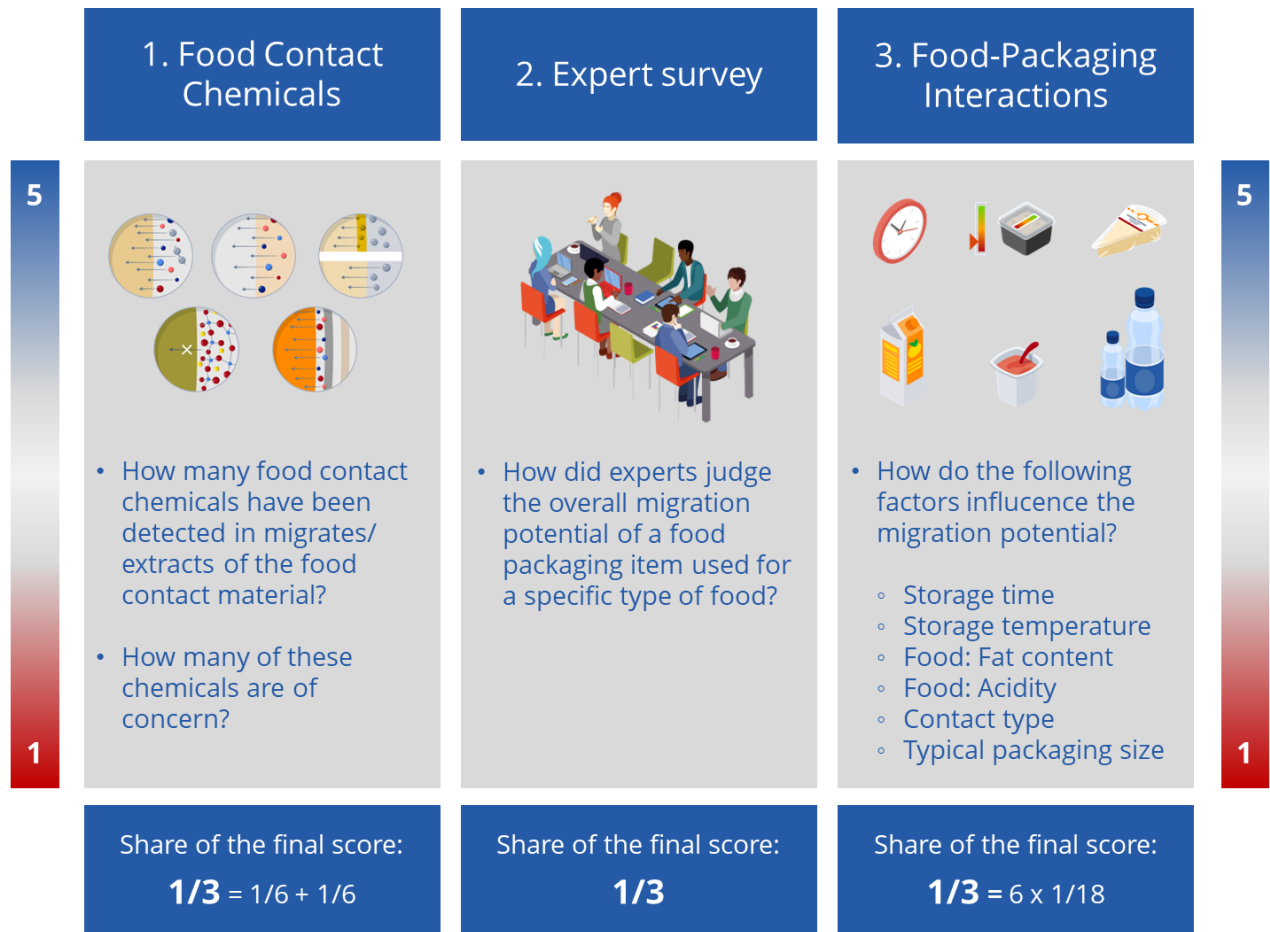 1. Food Contact
Chemicals
2. Expert survey
3. Food-Packaging
Interactions
5
1
• How many food contact
chemicals have been
detected in migrates/
extracts of the food
contact material?
• How many of these
chemicals are of
concern?
• How did experts judge
the overall migration
potential of a food
packaging item used for
a specific type of food?
• How do the following
factors influcence the
migration potential?
◦ Storage time
◦ Storage temperature
◦ Food: Fat content
◦ Food: Acidity
◦ Contact type
◦ Typical packaging size
5
1
Share of the final score:
1/3 = 1/6 + 1/6
Share of the final score:
1/3
Share of the final score:
1/3 = 6 x 1/18